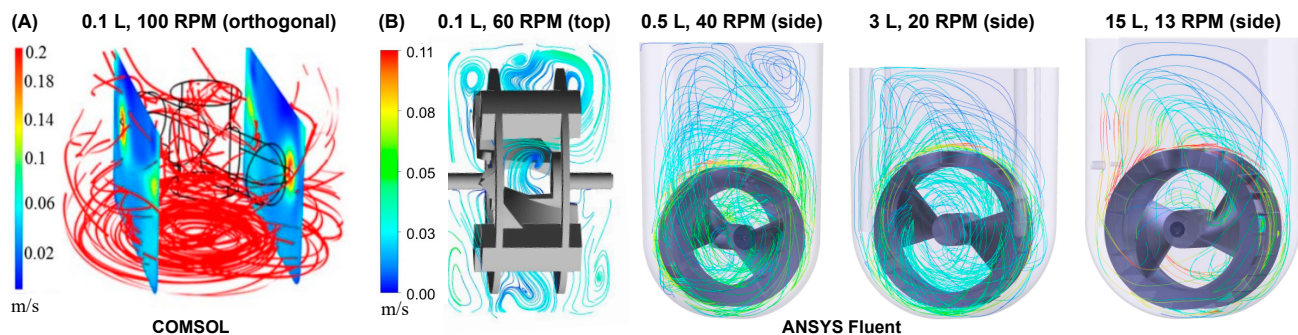 (A) 0.1 L, 100 RPM (orthogonal)
0.2
0.18
0.14
0.1
0.06
0.02
m/s
COMSOL
(B) 0.1 L, 60 RPM (top) 0.5 L, 40 RPM (side) 3 L, 20 RPM (side) 15 L, 13 RPM (side)
0.11
0.08
0.06
0.03
0.00
m/s
ANSYS Fluent